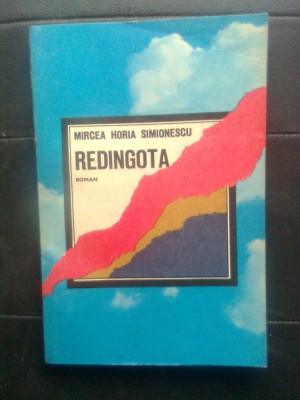 MIRCEA HORIA SIMIONESCU
REDINGOTA
ROMAN